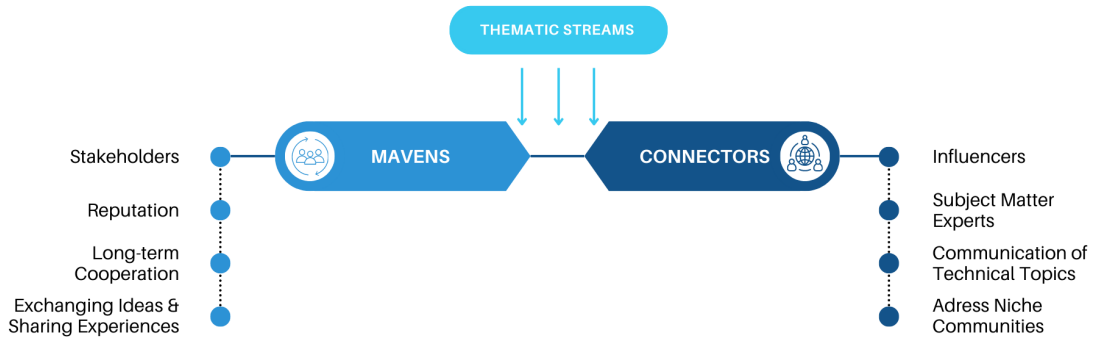 THEMATIC STREAMS
MAVENS
CONNECTORS
Stakeholders
Reputation
Long-term
Cooperation
Exchanging Ideas &
Sharing Experiences
Influencers
Subject Matter
Experts
Communication of
Technical Topics
Adress Niche
Communities